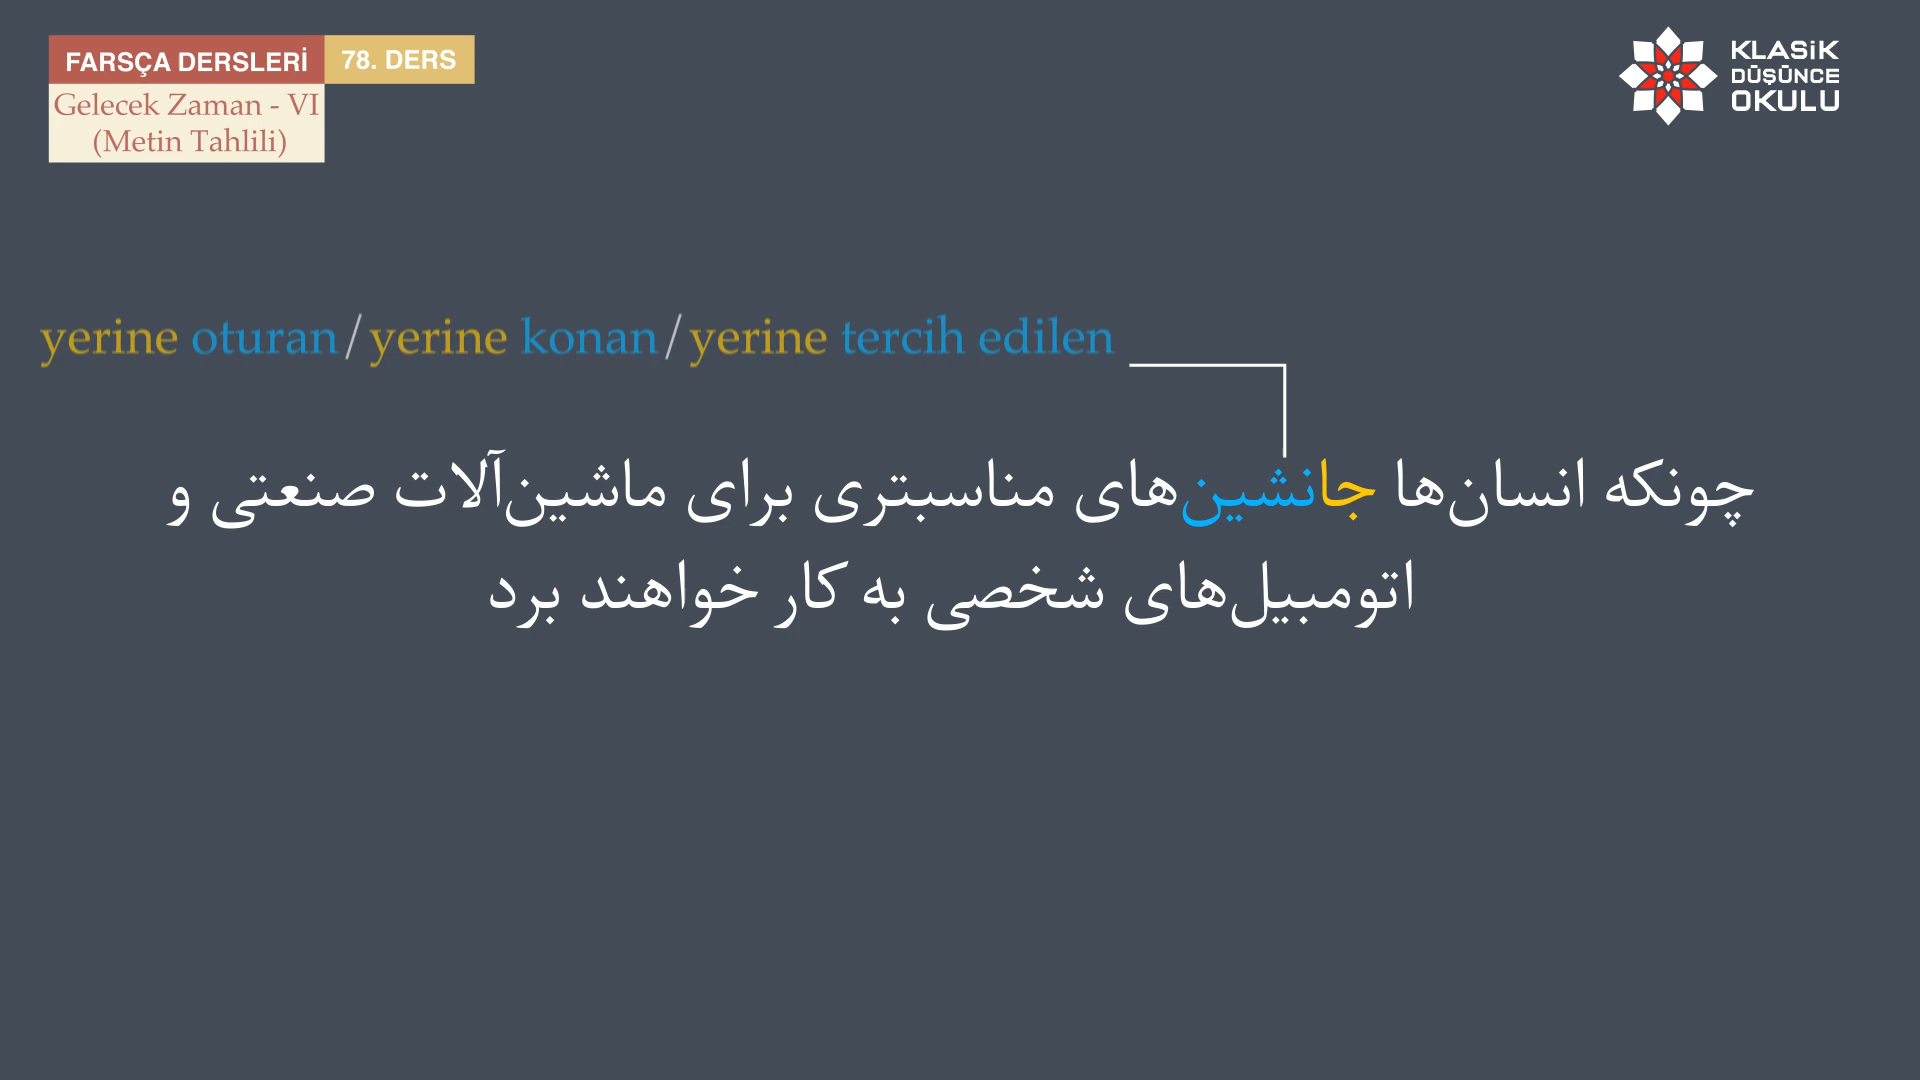 FARSÇA DERSLERİ 78. DERS
Gelecek Zaman - VI
(Metin Tahlili)
KLASiK
DÜŞÜNCE
OKULU
yerine oturan/yerine konan/yerine tercih edilen
چونکه انسان‌ها جانشین‌های مناسبتری برای ماشین‌آلات صنعتی و
اتومبیل‌های شخصی به کار خواهند برد